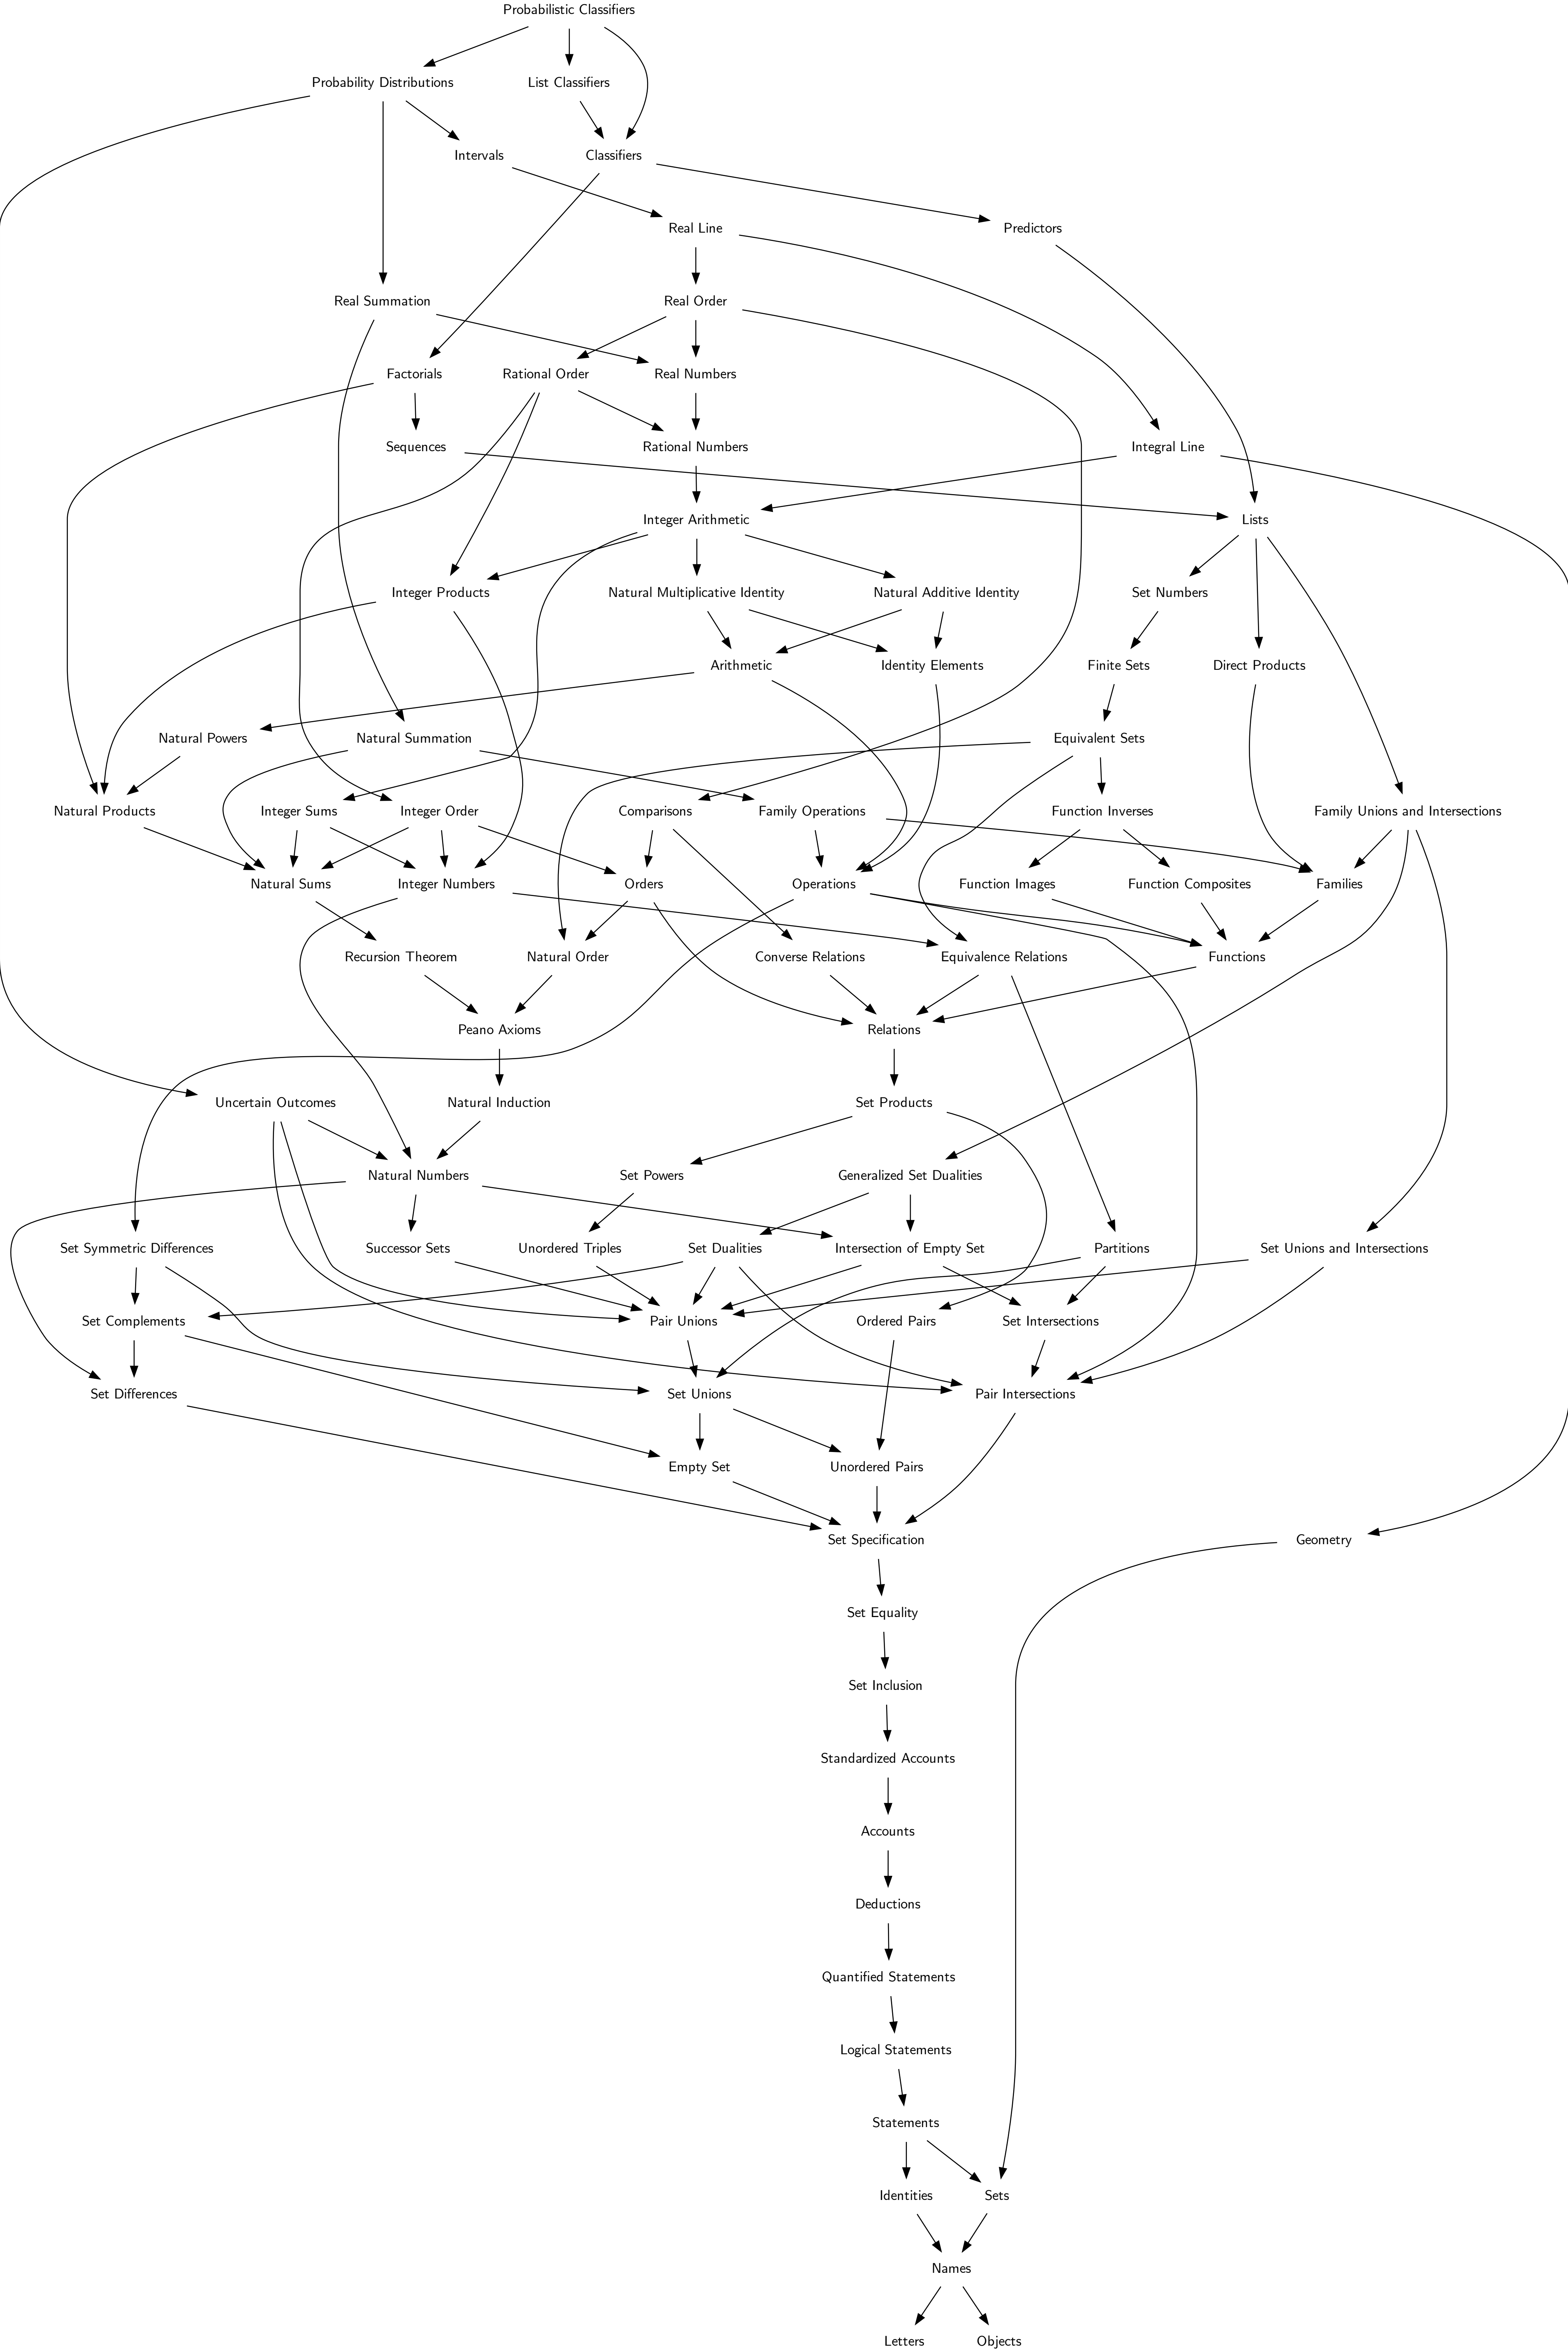 Probabilistic Classifiers
Probability Distributions
List Classifiers
Intervals
Classifiers
Real Line
Predictors
Real Summation
Real Order
Factorials
Rational Order
Real Numbers
Sequences
Rational Numbers
Integral Line
Integer Arithmetic
Lists
Integer Products
Natural Multiplicative Identity
Natural Additive Identity
Set Numbers
Arithmetic
Identity Elements
Finite Sets
Direct Products
Natural Powers
Natural Summation
Equivalent Sets
Natural Products
Integer Sums
Integer Order
Comparisons
Family Operations
Function Inverses
Family Unions and Intersections
Natural Sums
Integer Numbers
Orders
Operations
Function Images
Function Composites
Families
Recursion Theorem
Natural Order
Converse Relations
Equivalence Relations
Functions
Peano Axioms
Relations
Uncertain Outcomes
Natural Induction
Set Products
Natural Numbers
Set Powers
Generalized Set Dualities
Set Symmetric Differences
Successor Sets
Unordered Triples
Set Dualities
Intersection of Empty Set
Partitions
Set Unions and Intersections
Set Complements
Pair Unions
Ordered Pairs
Set Intersections
Set Differences
Set Unions
Pair Intersections
Empty Set
Unordered Pairs
Set Specification
Geometry
Set Equality
Set Inclusion
Standardized Accounts
Accounts
Deductions
Quantified Statements
Logical Statements
Statements
Identities
Sets
Names
Letters
Objects